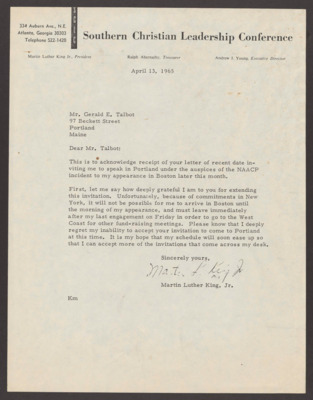 334 Auburn Ave., N.E.
Atlanta, Georgia 30303
Telephone 522-1420
Southern Christian Leadership Conference
Martin Luther King Jr., President
Ralph Abernathy, Treasurer
Andrew J. Young, Executive Director
April 23, 1965
Mr. Gerald E. Talbot
97 Beckett Street
Portland
Maine
Dear Mr. Talbot:
This is to acknowledge receipt of your letter of recent date in-
viting me to speak in Portland under the auspices of the NAACP
incident to my appearance in Boston later this month.
First, let me say how deeply grateful I am to you for extending
this invitation. Unfortunately, because of commitments in New
York, it will not be possible for me to arrive in Boston until
the morning of my appearance, and must leave immediately
after my last engagement on Friday in order to go to the West
Coast for other fund-raising meetings. Please know that I deeply
regret my inability to accept your invitation to come to Portland
at this time. It is my hope that my schedule will soon ease up so
that I can accept more of the invitations that come across my desk.
Sincerely yours,
Martin L King Jr
Martin Luther King, Jr.
Km